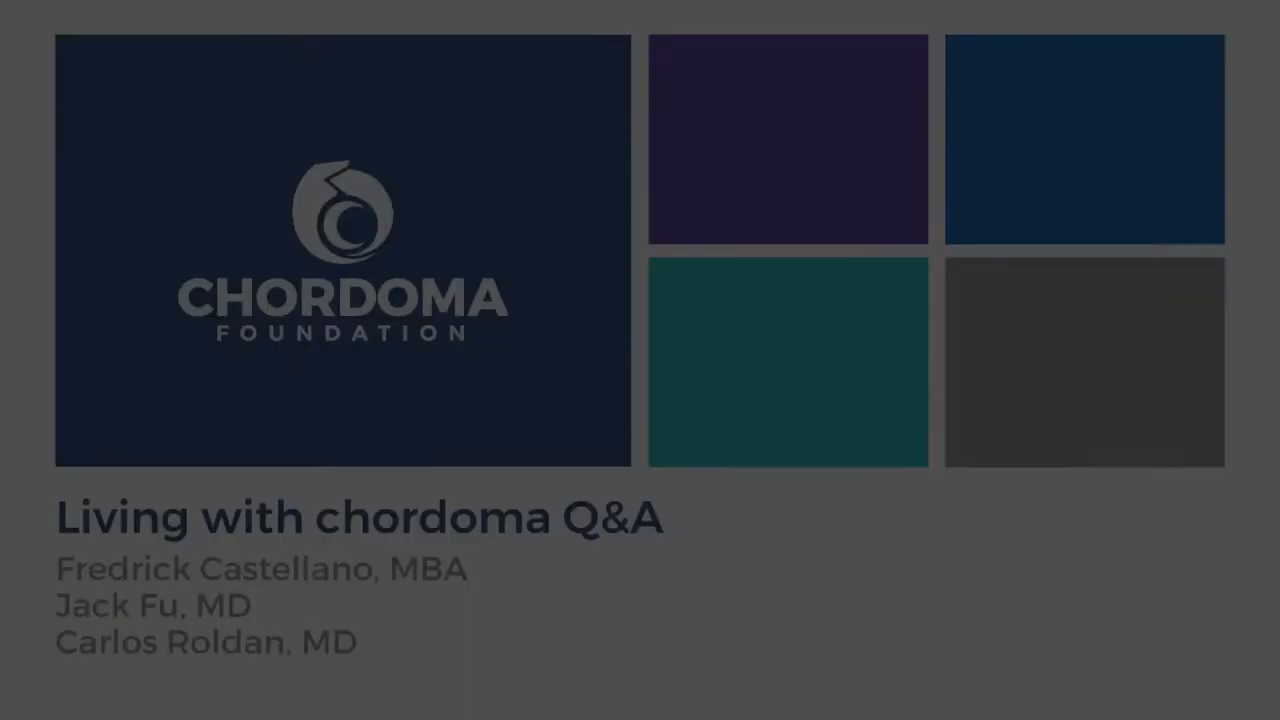 CHORDOMA
FOUNDATION
Living with chordoma Q&A
Fredrick Castellano, MBA
Jack Fu, MD
Carlos Roldan, MD